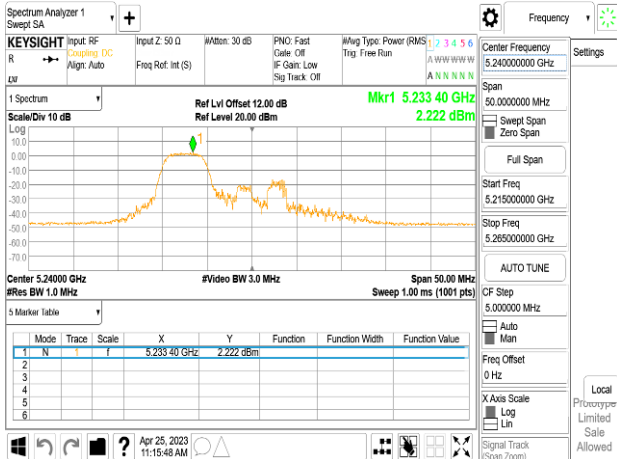 Spectrum Analyzer 1
Swept SA
Frequency
KEYSIGHT
R
Input: RF
Coupling: DC
Align: Auto
Input Z: 50 Ω
Freq Ref: Int (S)
#Atten: 30 dB
PNO: Fast
Gate: Off
IF Gain: Low
Sig Track: Off
#Avg Type: Power (RMS
Trig: Free Run
1 2 3 4 5 6
A W W W W W
A N N N N N
1 Spectrum
Scale/Div 10 dB
Ref Lvl Offset 12.00 dB
Ref Level 20.00 dBm
Mkr1 5.233 40 GHz
2.222 dBm
Log
10.0
0.00
-10.0
-20.0
-30.0
-40.0
-50.0
-60.0
-70.0
1
Center 5.24000 GHz
#Res BW 1.0 MHz
#Video BW 3.0 MHz
Span 50.00 MHz
Sweep 1.00 ms (1001 pts)
5 Marker Table
Mode Trace Scale X Y Function Function Width Function Value
1 N 1 f 5.233 40 GHz 2.222 dBm
2
3
4
5
6
Apr 25, 2023
11:15:48 AM
?
Center Frequency
5.240000000 GHz
Span
50.0000000 MHz
Swept Span
Zero Span
Full Span
Start Freq
5.215000000 GHz
Stop Freq
5.265000000 GHz
AUTO TUNE
CF Step
5.000000 MHz
Auto
Man
Freq Offset
0 Hz
X Axis Scale
Log
Lin
Signal Track
(Span Zoom)
Settings
Local
Prototype
Limited
Sale
Allowed